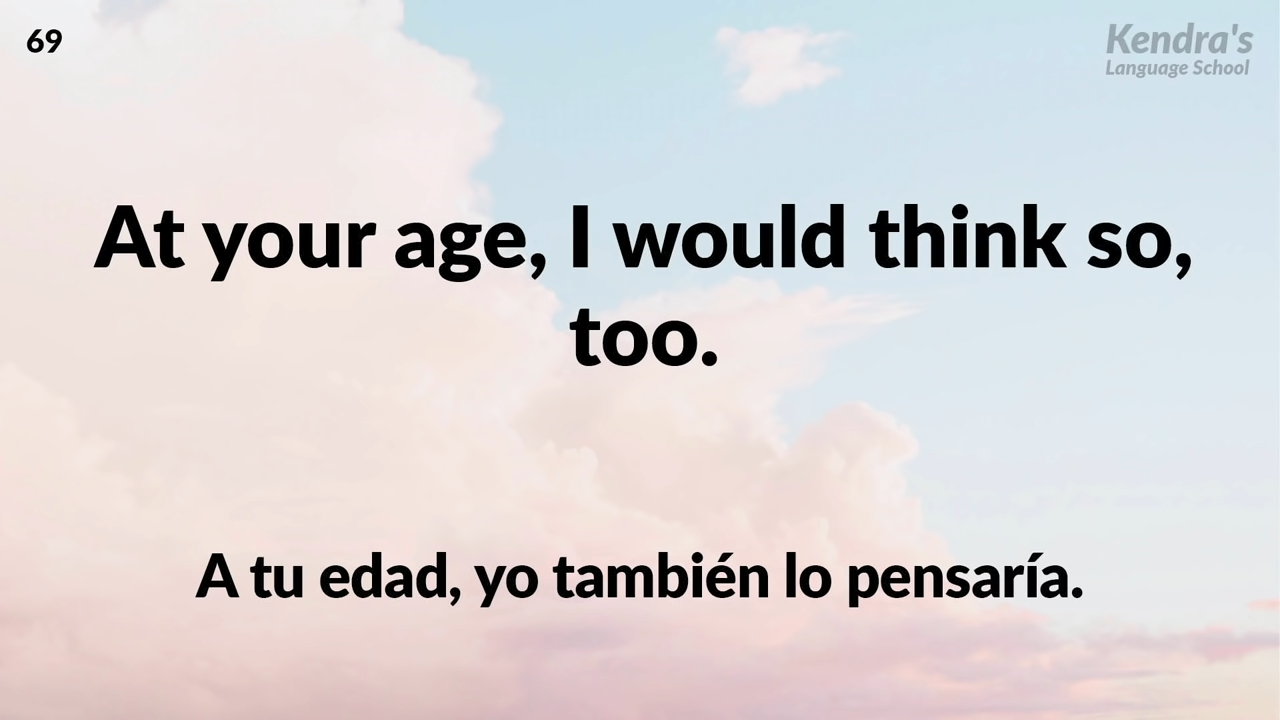 69
Kendra's
Language School
At your age, I would think so,
too.
A tu edad, yo también lo pensaría.